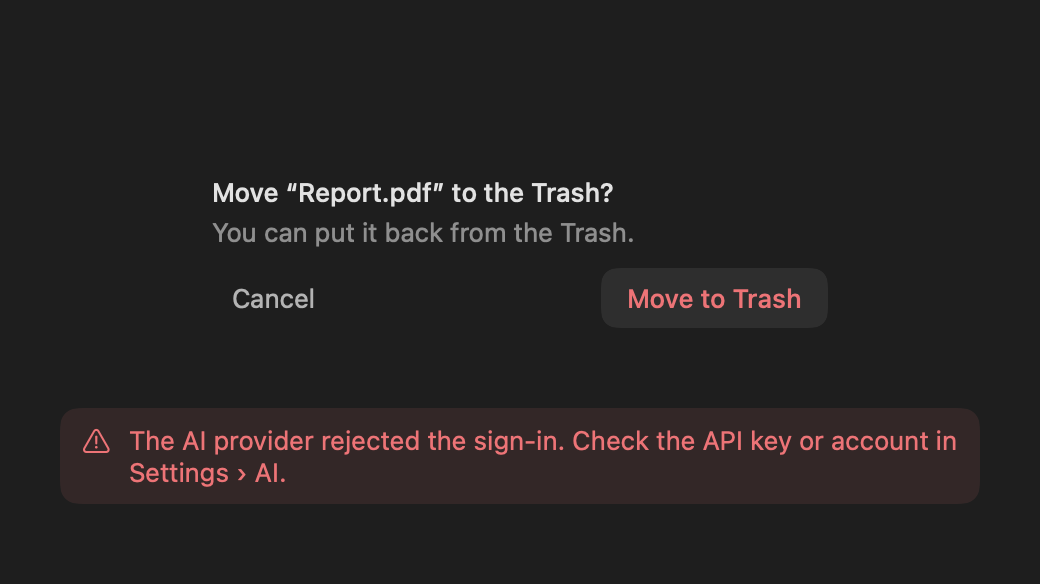 Move “Report.pdf” to the Trash?
You can put it back from the Trash.
Cancel
Move to Trash
The AI provider rejected the sign-in. Check the API key or account in
Settings › AI.